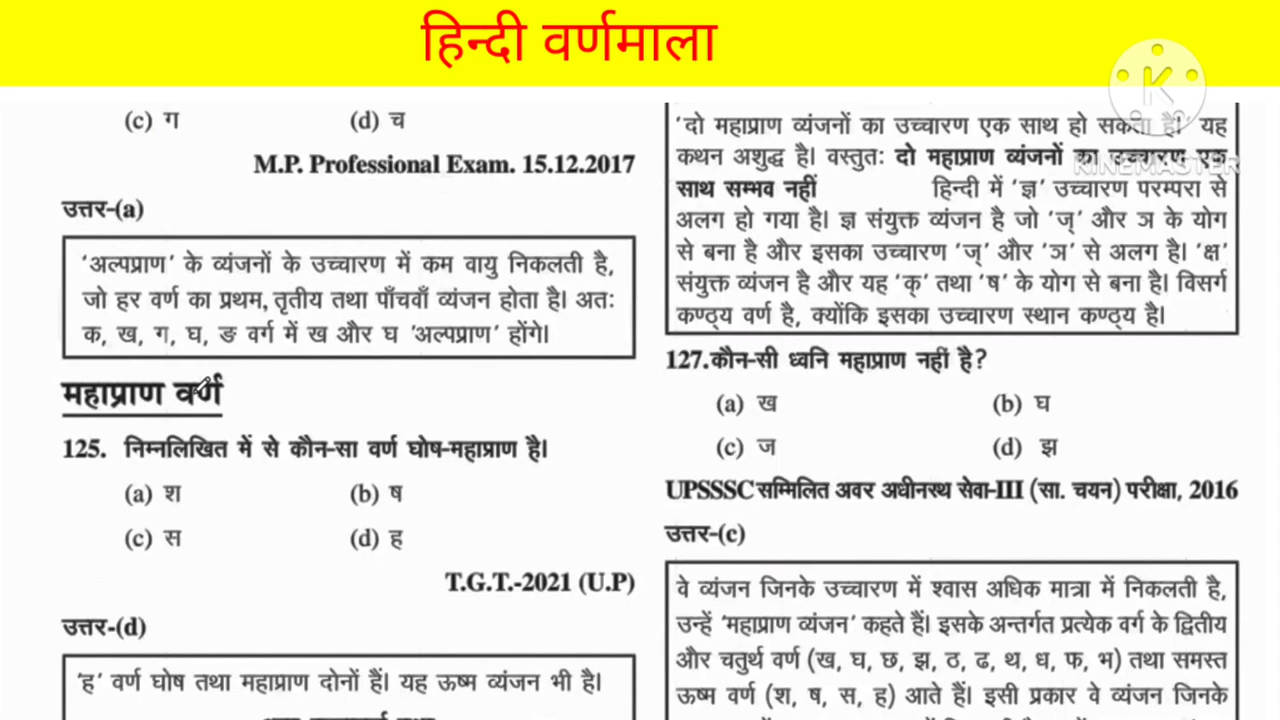 हिन्दी वर्णमाला
KINEMASTER
(c) ग (d) च
M.P. Professional Exam. 15.12.2017
उत्तर-(a)
'अल्पप्राण' के व्यंजनों के उच्चारण में कम वायु निकलती है,
जो हर वर्ण का प्रथम, तृतीय तथा पाँचवाँ व्यंजन होता है। अतः
क, ख, ग, घ, ङ वर्ग में ख और घ 'अल्पप्राण' होंगे।
महाप्राण वर्ण
125. निम्नलिखित में से कौन-सा वर्ण घोष-महाप्राण है।
(a) श (b) ष
(c) स (d) ह
T.G.T.-2021 (U.P)
उत्तर-(d)
'ह' वर्ण घोष तथा महाप्राण दोनों हैं। यह ऊष्म व्यंजन भी है।
'दो महाप्राण व्यंजनों का उच्चारण एक साथ हो सकता है।' यह
कथन अशुद्ध है। वस्तुतः दो महाप्राण व्यंजनों का उच्चारण एक
साथ सम्भव नहीं हिन्दी में 'ज्ञ' उच्चारण परम्परा से
अलग हो गया है। ज्ञ संयुक्त व्यंजन है जो 'ज्' और ञ के योग
से बना है और इसका उच्चारण 'ज्' और 'ञ' से अलग है। 'क्ष'
संयुक्त व्यंजन है और यह 'क्' तथा 'ष' के योग से बना है। विसर्ग
कण्ठ्य वर्ण है, क्योंकि इसका उच्चारण स्थान कण्ठ्य है।
127.कौन-सी ध्वनि महाप्राण नहीं है?
(a) ख (b) घ
(c) ज (d) झ
UPSSSC सम्मिलित अवर अधीनस्थ सेवा-III (सा. चयन) परीक्षा, 2016
उत्तर-(c)
वे व्यंजन जिनके उच्चारण में श्वास अधिक मात्रा में निकलती है,
उन्हें 'महाप्राण व्यंजन' कहते हैं। इसके अन्तर्गत प्रत्येक वर्ग के द्वितीय
और चतुर्थ वर्ण (ख, घ, छ, झ, ठ, ढ, थ, ध, फ, भ) तथा समस्त
ऊष्म वर्ण (श, ष, स, ह) आते हैं। इसी प्रकार वे व्यंजन जिनके